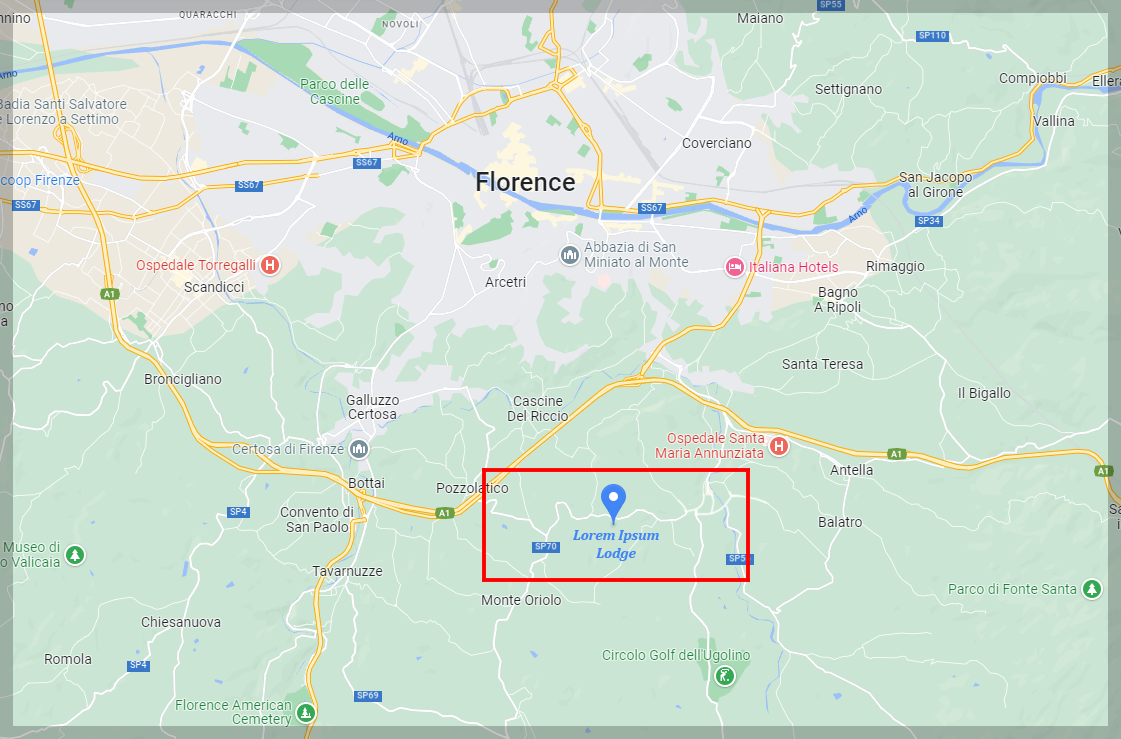 QUARACCHI
SP55
NOVOLI
Maiano
SP110
Arno
Parco delle
Cascine
Compiobbi
Settignano
Badia Santi Salvatore
e Lorenzo a Settimo
Vallina
Arno
Coverciano
SS67
Florence
San Jacopo
al Girone
coop Firenze
SS67
SS67
SS67
Arno
SP34
Abbazia di San
Miniato al Monte
Ospedale Torregalli
H
Italiana Hotels
Rimaggio
Scandicci
Arcetri
A1
Bagno
A Ripoli
Santa Teresa
Broncigliano
Il Bigallo
Galluzzo
Certosa
Cascine
Del Riccio
Certosa di Firenze
Ospedale Santa
Maria Annunziata
H
A1
Antella
A1
Bottai
Pozzolatico
SP4
Convento di
San Paolo
A1
Balatro
Lorem Ipsum
Lodge
SP70
Museo di
o Valicaia
Tavarnuzze
Parco di Fonte Santa
Monte Oriolo
Chiesanuova
Romola
SP4
Circolo Golf dell'Ugolino
SP69
Florence American
Cemetery